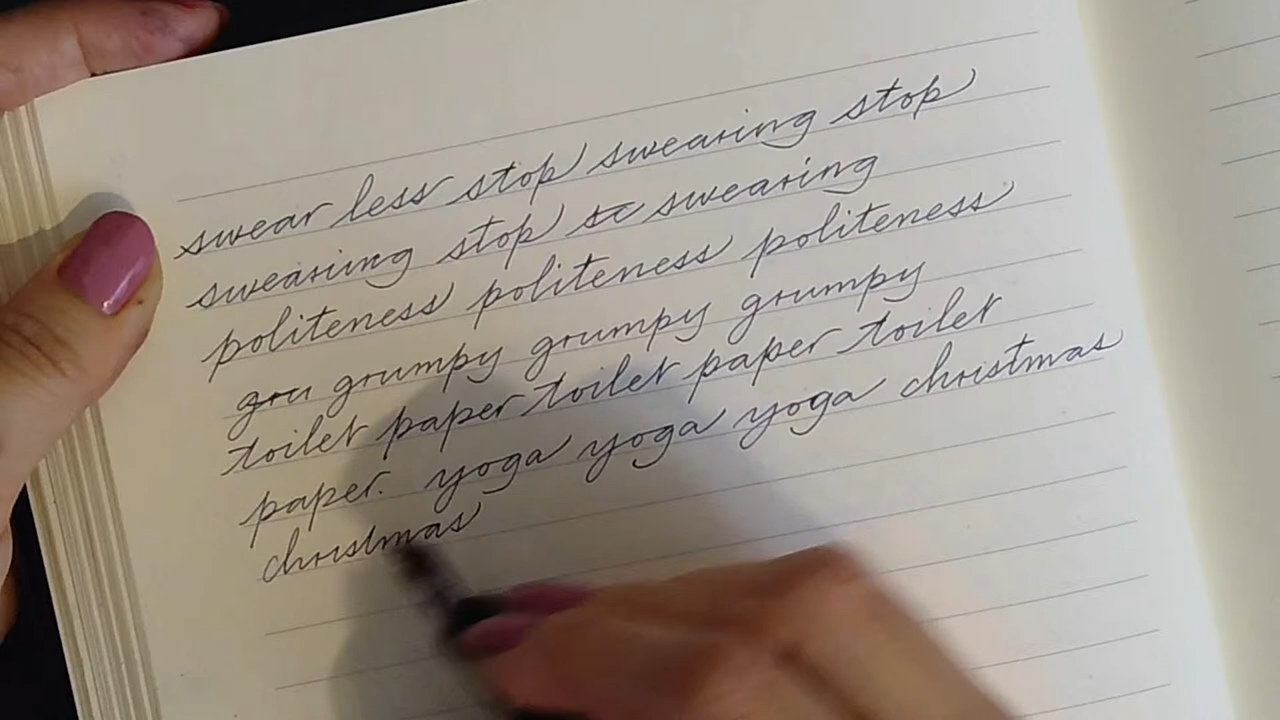 swear less stop swearing stop
swearing stop sc swearing
politeness politeness politeness
gru grumpy grumpy grumpy
toilet paper toilet paper toilet
paper. yoga yoga yoga christmas
christmas